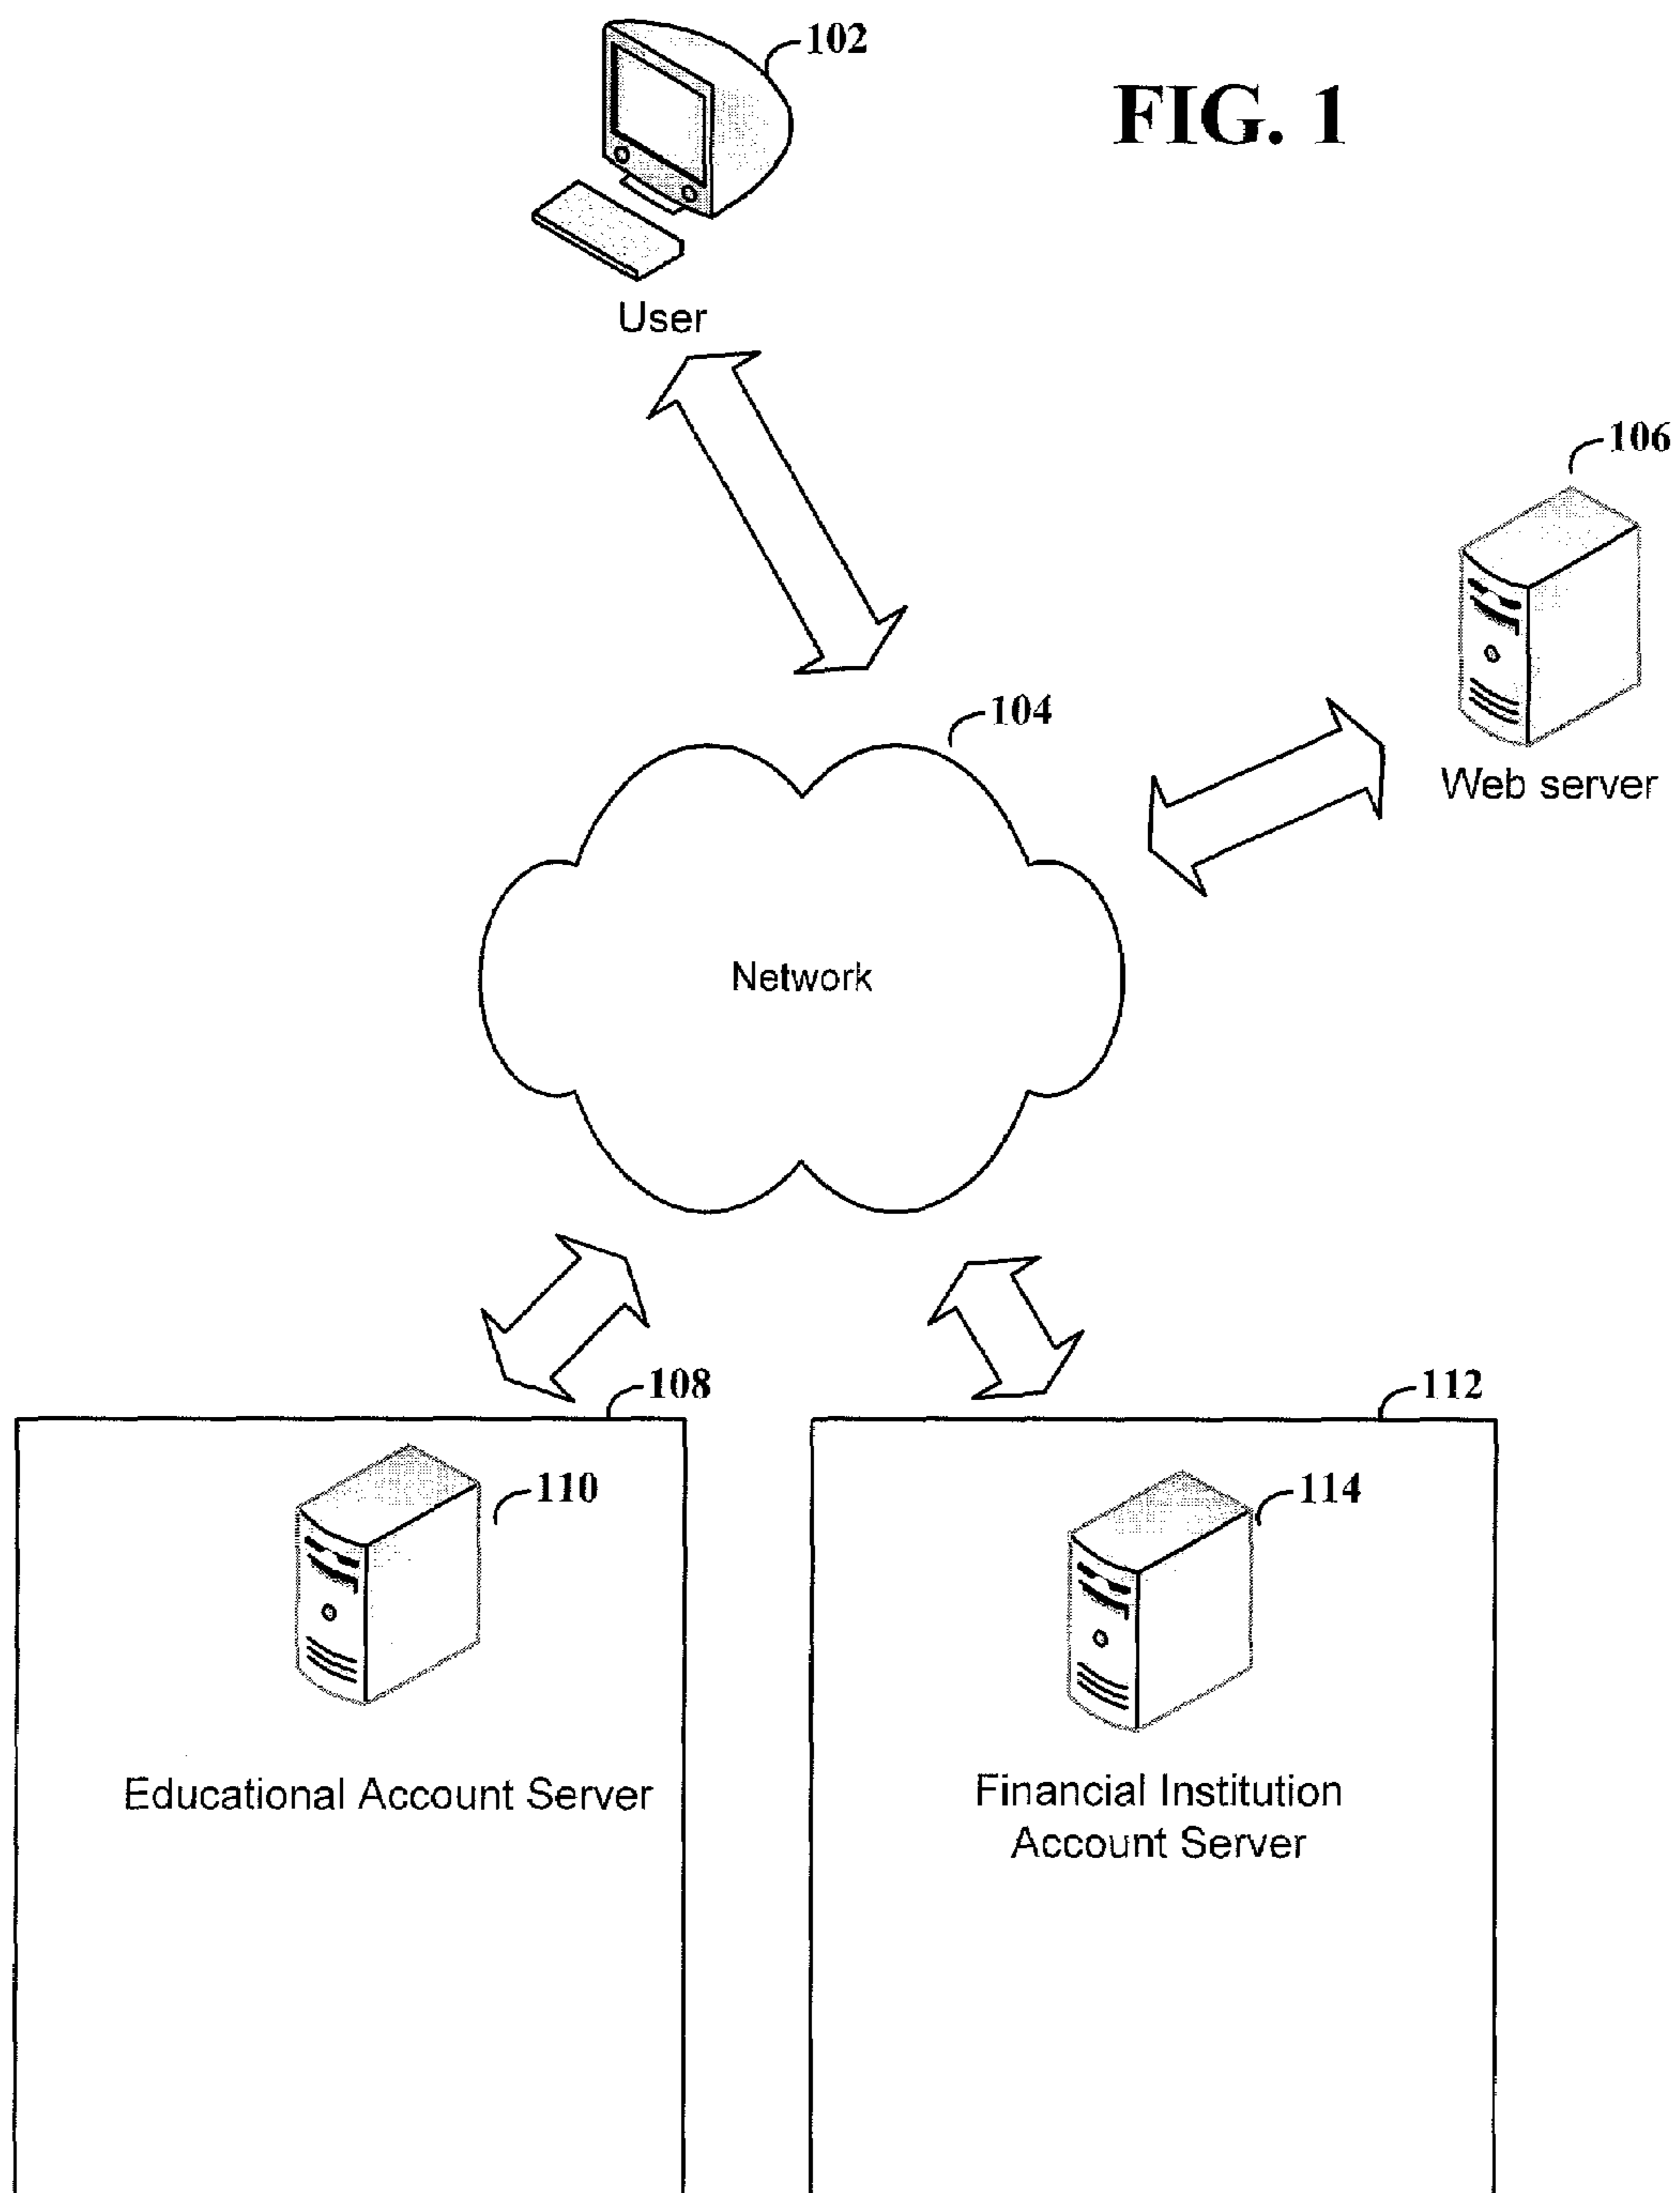 102
FIG. 1
User
106
Web server
104
Network
108
112
110
114
Educational Account Server
Financial Institution
Account Server